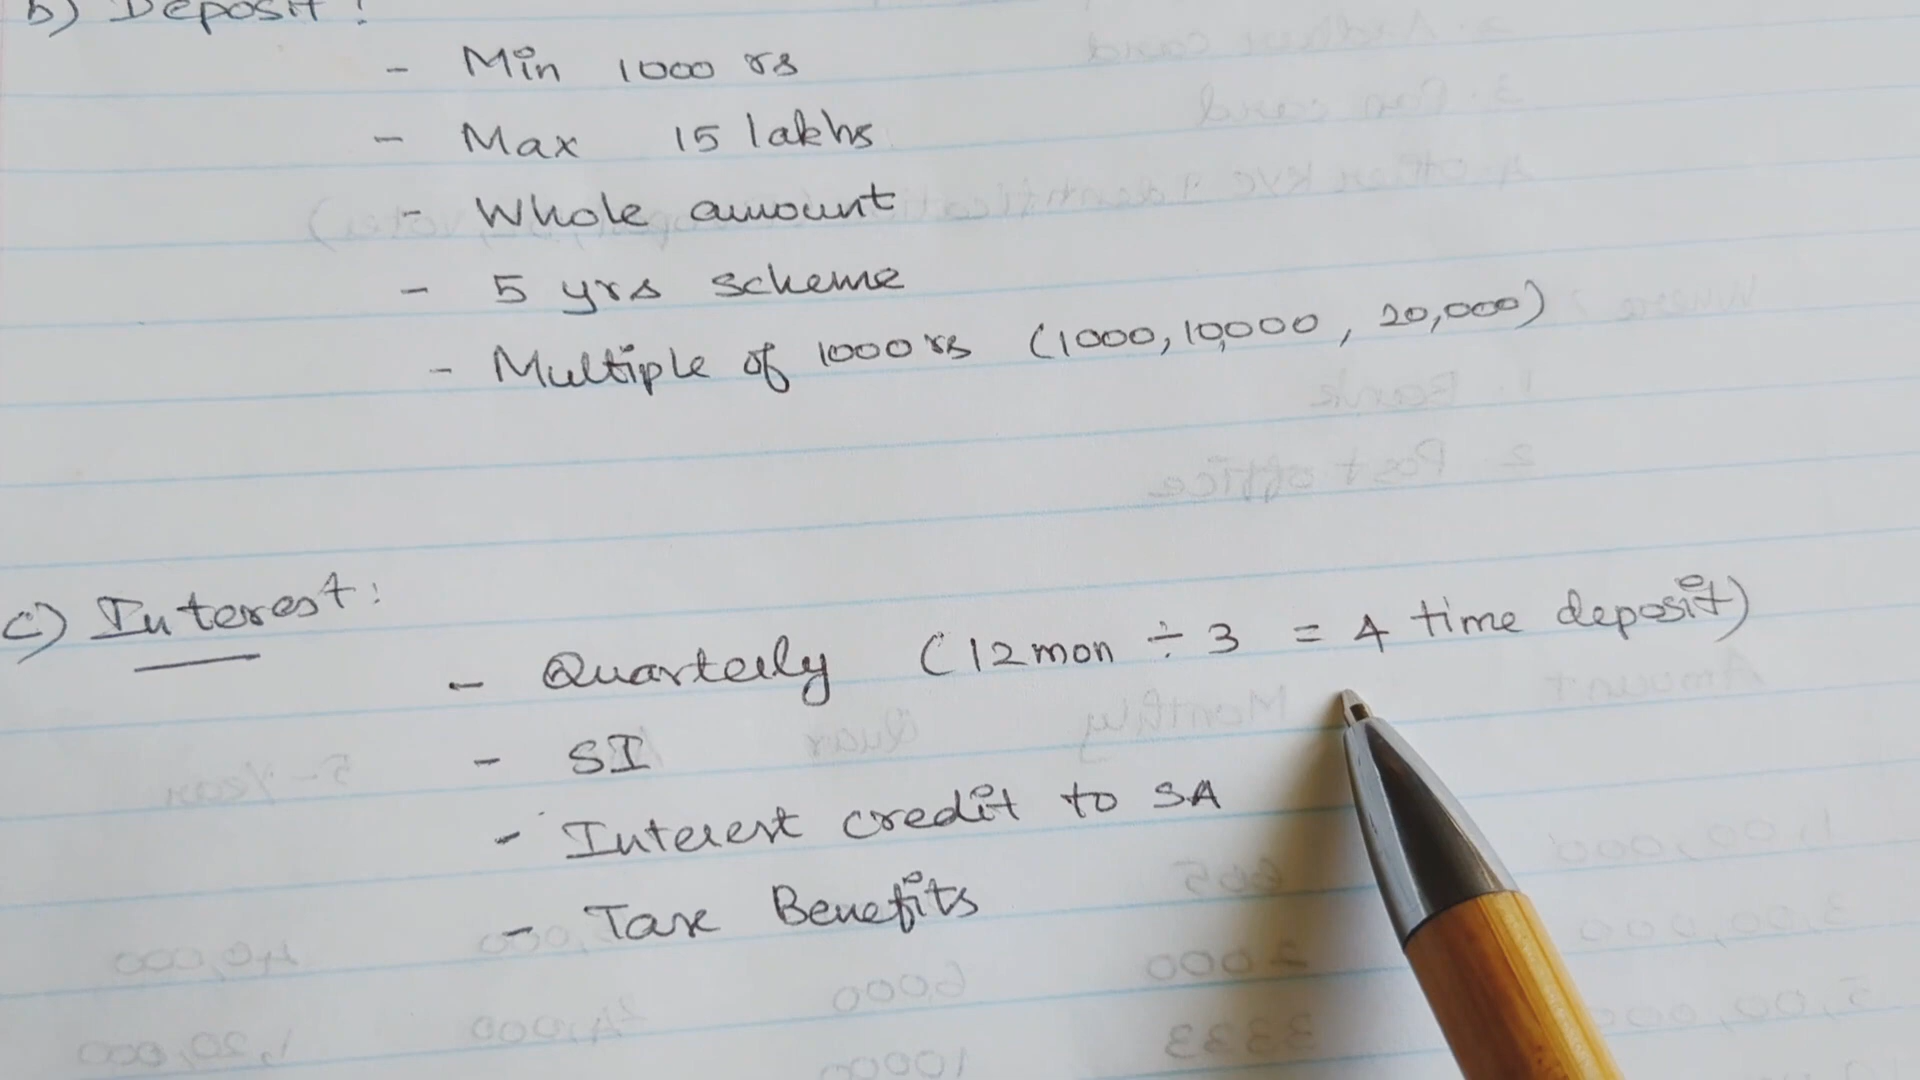 b) Deposit :
- Min 1000 rs
- Max 15 lakhs
- Whole amount
- 5 yrs scheme
- Multiple of 1000 rs (1000, 10,000, 20,000)
c) Interest :
- Quarterly (12 mon ÷ 3 = 4 time deposit)
- SI
- Interest credit to SA
- Tax Benefits